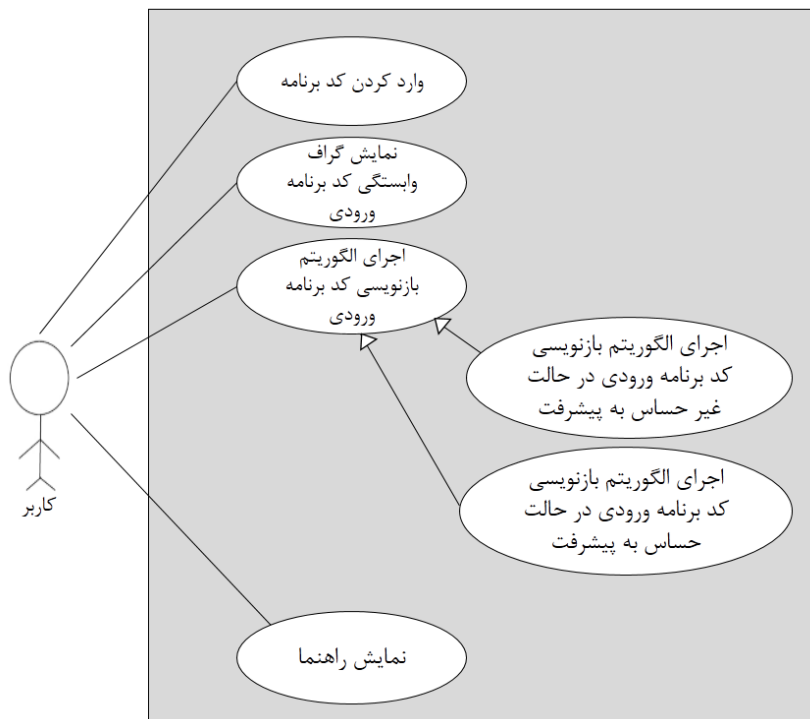 وارد کردن کد برنامه
نمایش گراف
وابستگی کد برنامه
ورودی
اجرای الگوریتم
بازنویسی کد برنامه
ورودی
اجرای الگوریتم بازنویسی
کد برنامه ورودی در حالت
غیر حساس به پیشرفت
اجرای الگوریتم بازنویسی
کد برنامه ورودی در حالت
حساس به پیشرفت
کاربر
نمایش راهنما